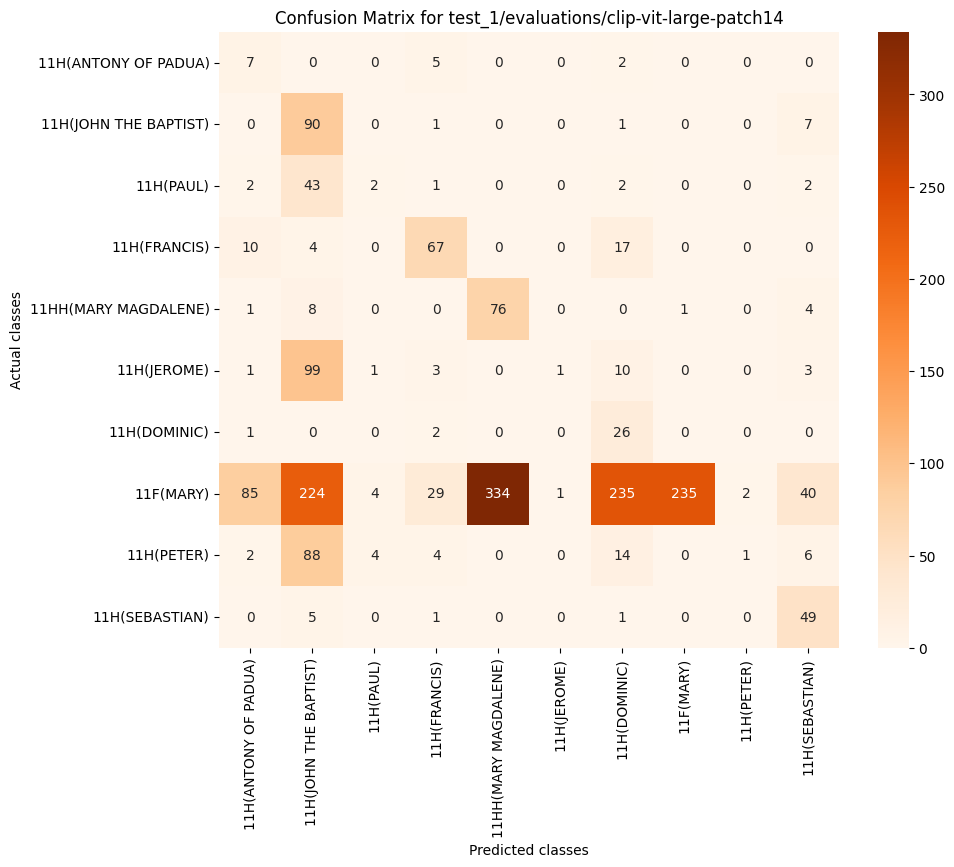 Confusion Matrix for test_1/evaluations/clip-vit-large-patch14
Actual classes
11H(ANTONY OF PADUA) 7 0 0 5 0 0 2 0 0 0
11H(JOHN THE BAPTIST) 0 90 0 1 0 0 1 0 0 7
11H(PAUL) 2 43 2 1 0 0 2 0 0 2
11H(FRANCIS) 10 4 0 67 0 0 17 0 0 0
11HH(MARY MAGDALENE) 1 8 0 0 76 0 0 1 0 4
11H(JEROME) 1 99 1 3 0 1 10 0 0 3
11H(DOMINIC) 1 0 0 2 0 0 26 0 0 0
11F(MARY) 85 224 4 29 334 1 235 235 2 40
11H(PETER) 2 88 4 4 0 0 14 0 1 6
11H(SEBASTIAN) 0 5 0 1 0 0 1 0 0 49
11H(ANTONY OF PADUA)
11H(JOHN THE BAPTIST)
11H(PAUL)
11H(FRANCIS)
11HH(MARY MAGDALENE)
11H(JEROME)
11H(DOMINIC)
11F(MARY)
11H(PETER)
11H(SEBASTIAN)
Predicted classes
300
250
200
150
100
50
0